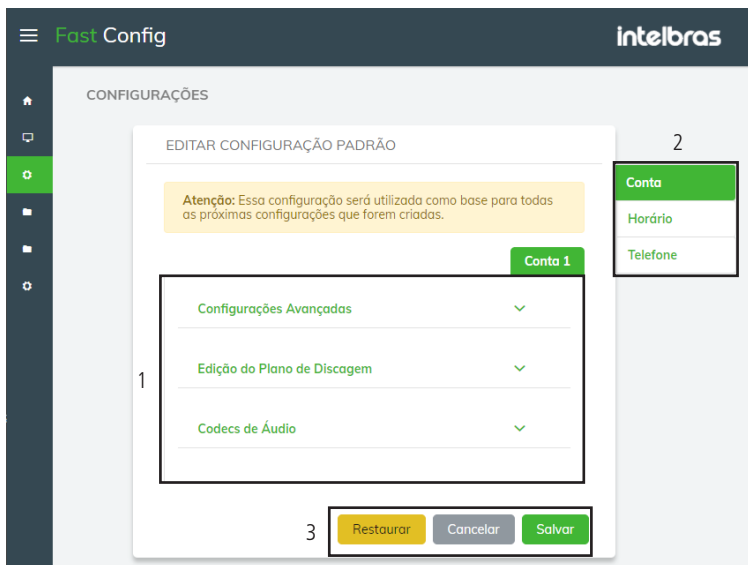 Fast Config
intelbras
CONFIGURAÇÕES
EDITAR CONFIGURAÇÃO PADRÃO
2
Atenção: Essa configuração será utilizada como base para todas
as próximas configurações que forem criadas.
Conta
Horário
Telefone
Conta 1
1
Configurações Avançadas
Edição do Plano de Discagem
Codecs de Áudio
3
Restaurar
Cancelar
Salvar